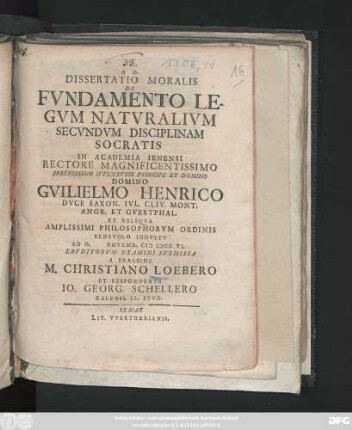 A. D.
DISSERTATIO MORALIS
DE
FVNDAMENTO LE-
GVM NATVRALIVM
SECVNDVM DISCIPLINAM
SOCRATIS
IN ACADEMIA IENENSI
RECTORE MAGNIFICENTISSIMO
SERENISSIMO IVVENTVTIS PRINCIPE ET DOMINO
DOMINO
GVILIELMO HENRICO
DVCE SAXON. IVL. CLIV. MONT.
ANGR. ET GVESTPHAL.
ET RELIQVA
AMPLISSIMI PHILOSOPHORVM ORDINIS
BENEVOLO INDVLTV
AD D. NOVEMB. CIƆ IƆCC VI.
ERVDITORVM EXAMINI SVBMISSA
A PRAESIDE
M. CHRISTIANO LOEBERO
ET RESPONDENTE
IO. GEORG. SCHELLERO
LL. STVD.
IENAE
LIT. VVERTHERIANIS.
16
DFG